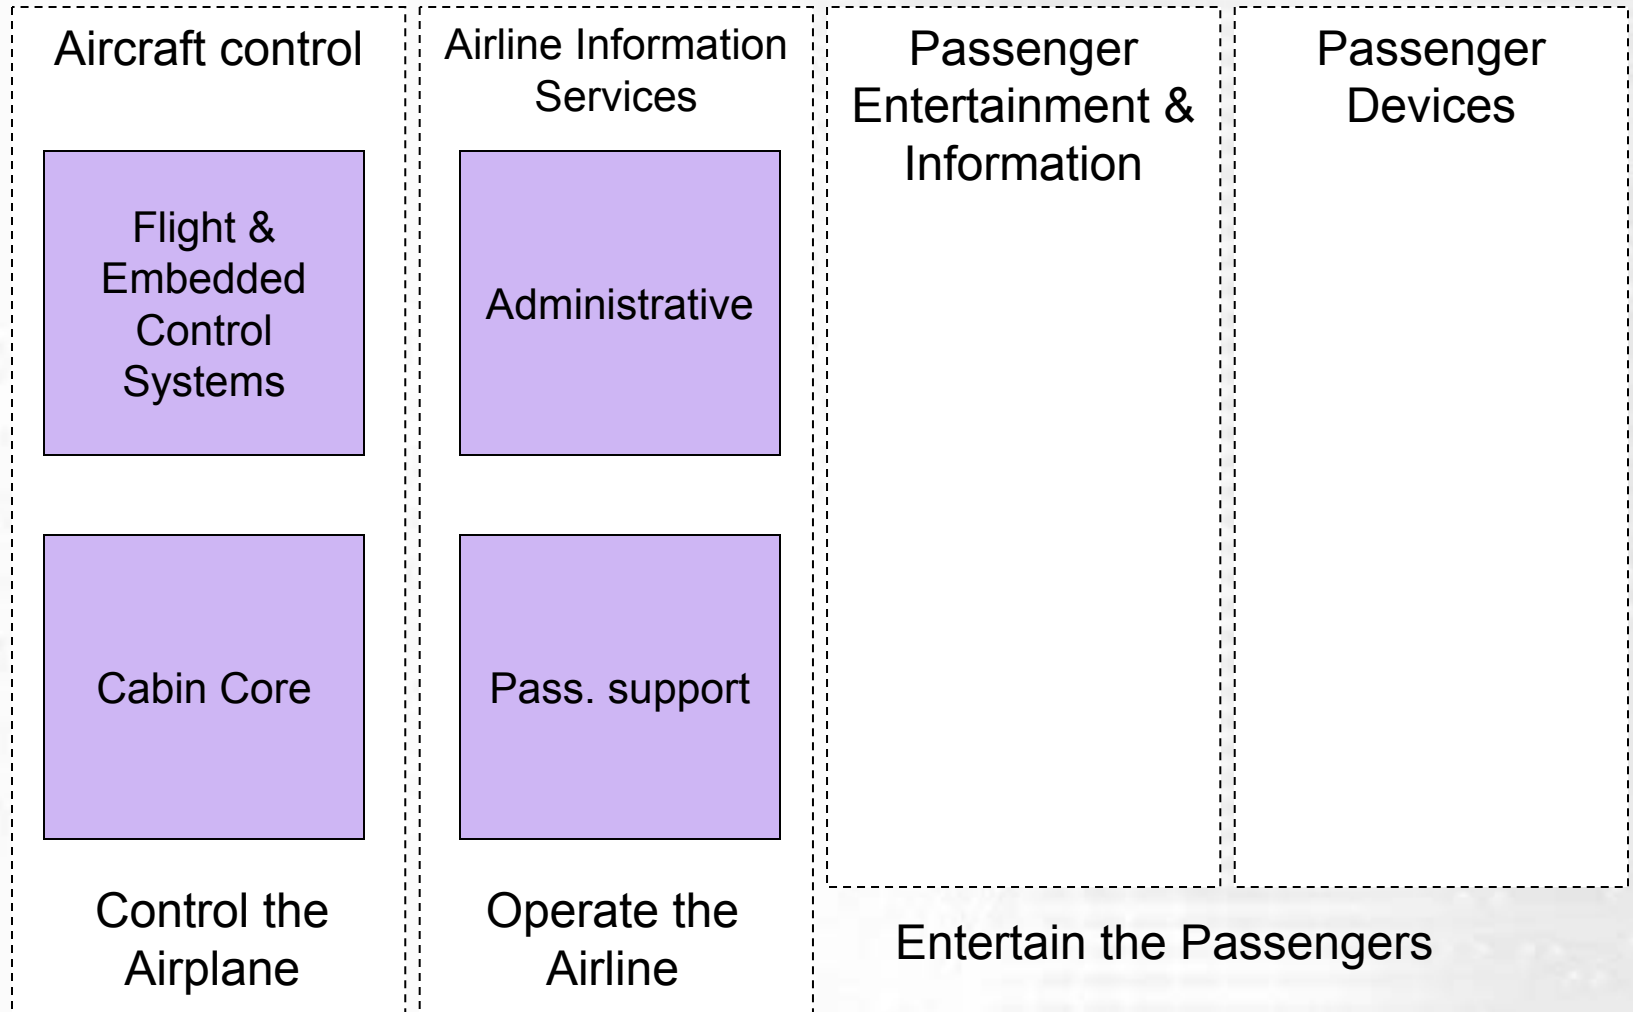 Aircraft control
Flight &
Embedded
Control
Systems
Cabin Core
Control the
Airplane
Airline Information
Services
Administrative
Pass. support
Operate the
Airline
Passenger
Entertainment &
Information
Passenger
Devices
Entertain the Passengers